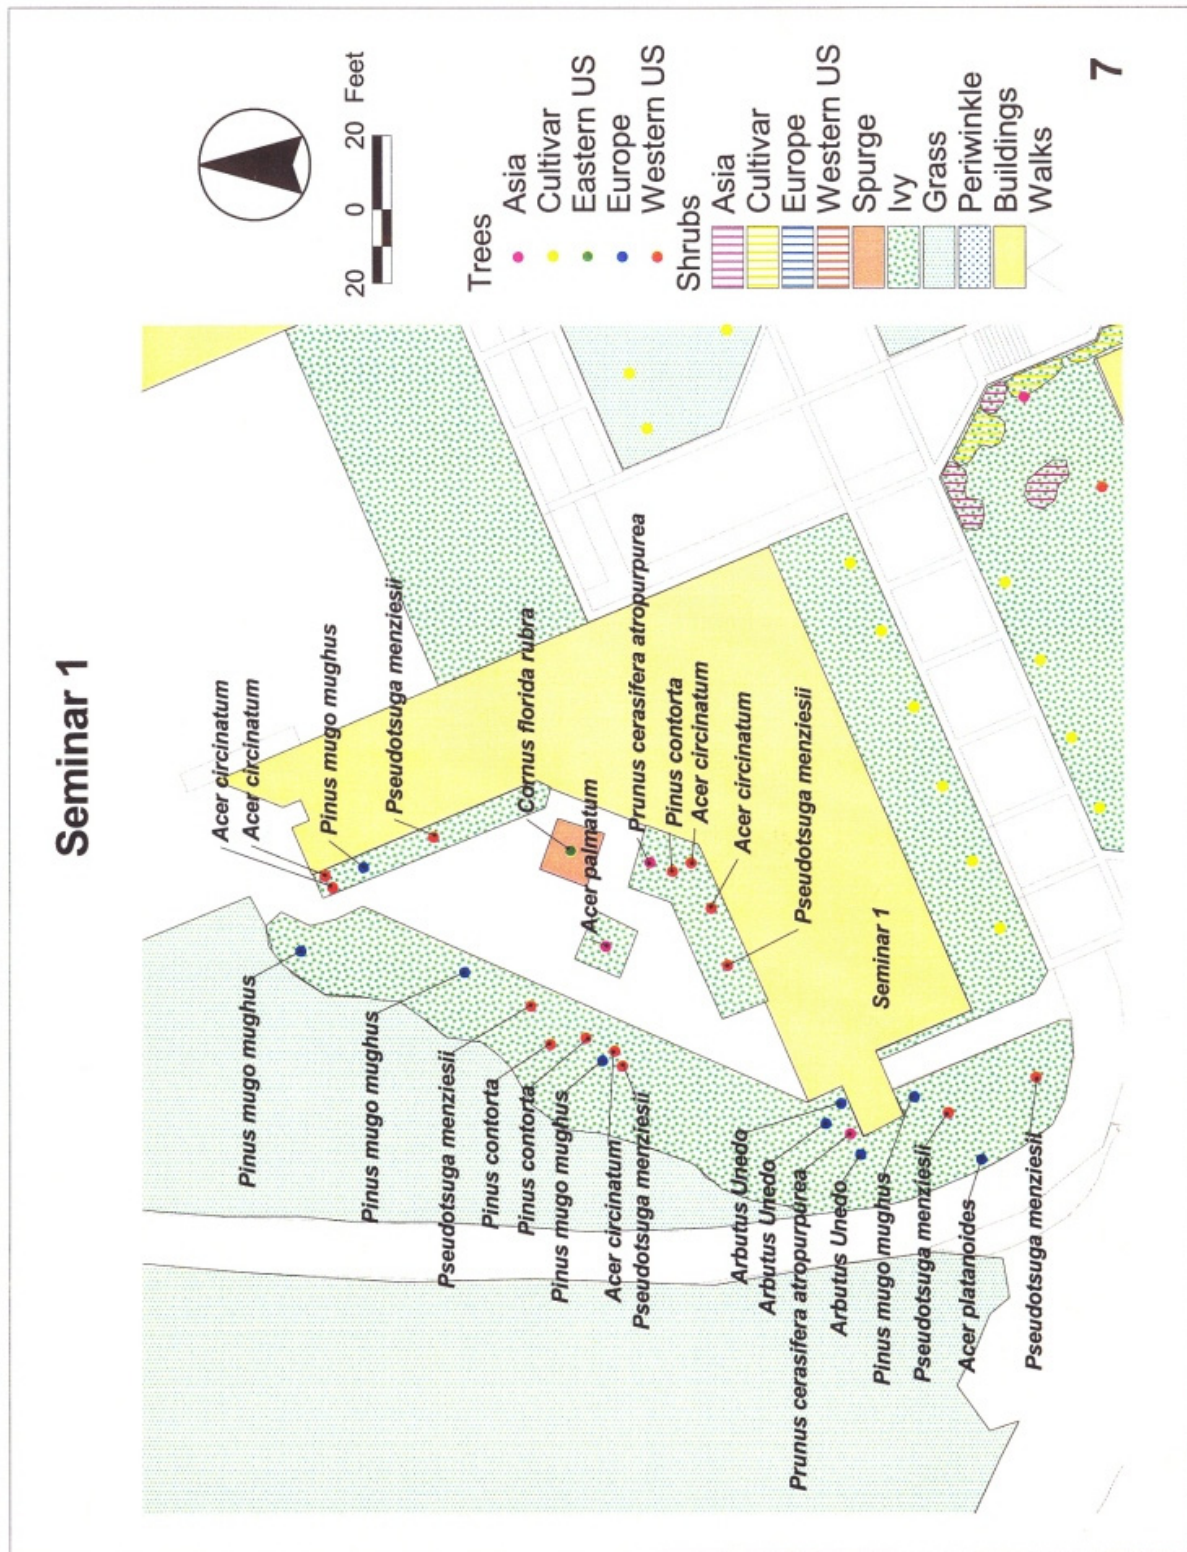 Seminar 1
Acer circinatum
Acer circinatum
Pinus mugo mughus
Pseudotsuga menziesii
Cornus florida rubra
Acer palmatum
Prunus cerasifera atropurpurea
Pinus contorta
Acer circinatum
Acer circinatum
Pseudotsuga menziesii
Seminar 1
Pinus mugo mughus
Pinus mugo mughus
Pseudotsuga menziesii
Pinus contorta
Pinus contorta
Pinus mugo mughus
Acer circinatum
Pseudotsuga menziesii
Arbutus Unedo
Arbutus Unedo
Prunus cerasifera atropurpurea
Arbutus Unedo
Pinus mugo mughus
Pseudotsuga menziesii
Acer platanoides
Pseudotsuga menziesii
20 0 20 Feet
Trees
Asia
Cultivar
Eastern US
Europe
Western US
Shrubs
Asia
Cultivar
Europe
Western US
Spurge
Ivy
Grass
Periwinkle
Buildings
Walks
7